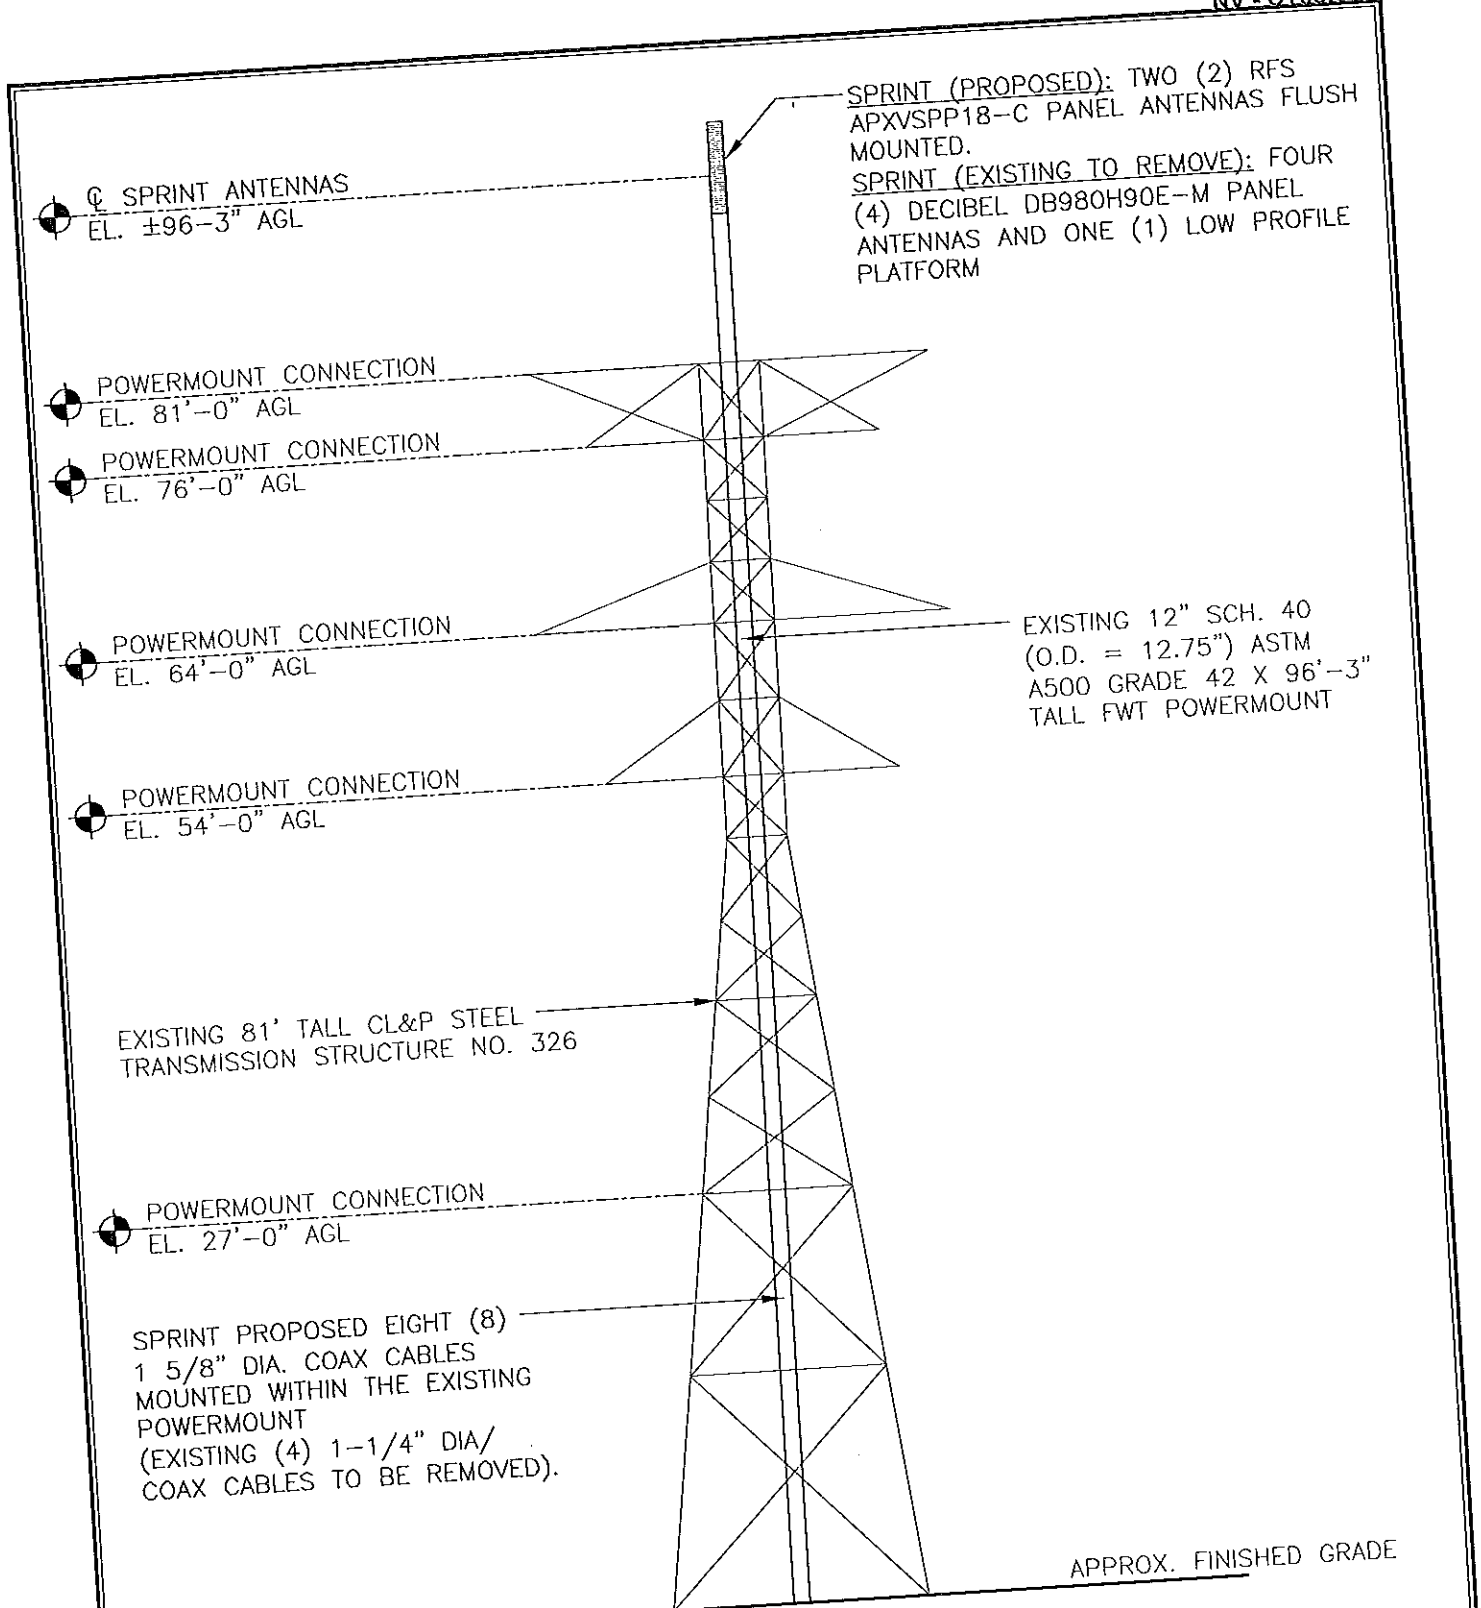 SPRINT (PROPOSED): TWO (2) RFS
APXVSPP18-C PANEL ANTENNAS FLUSH
MOUNTED.
SPRINT (EXISTING TO REMOVE): FOUR
(4) DECIBEL DB980H90E-M PANEL
ANTENNAS AND ONE (1) LOW PROFILE
PLATFORM
℄ SPRINT ANTENNAS
EL. ±96-3" AGL
POWERMOUNT CONNECTION
EL. 81'-0" AGL
POWERMOUNT CONNECTION
EL. 76'-0" AGL
POWERMOUNT CONNECTION
EL. 64'-0" AGL
EXISTING 12" SCH. 40
(O.D. = 12.75") ASTM
A500 GRADE 42 X 96'-3"
TALL FWT POWERMOUNT
POWERMOUNT CONNECTION
EL. 54'-0" AGL
EXISTING 81' TALL CL&P STEEL
TRANSMISSION STRUCTURE NO. 326
POWERMOUNT CONNECTION
EL. 27'-0" AGL
SPRINT PROPOSED EIGHT (8)
1 5/8" DIA. COAX CABLES
MOUNTED WITHIN THE EXISTING
POWERMOUNT
(EXISTING (4) 1-1/4" DIA/
COAX CABLES TO BE REMOVED).
APPROX. FINISHED GRADE